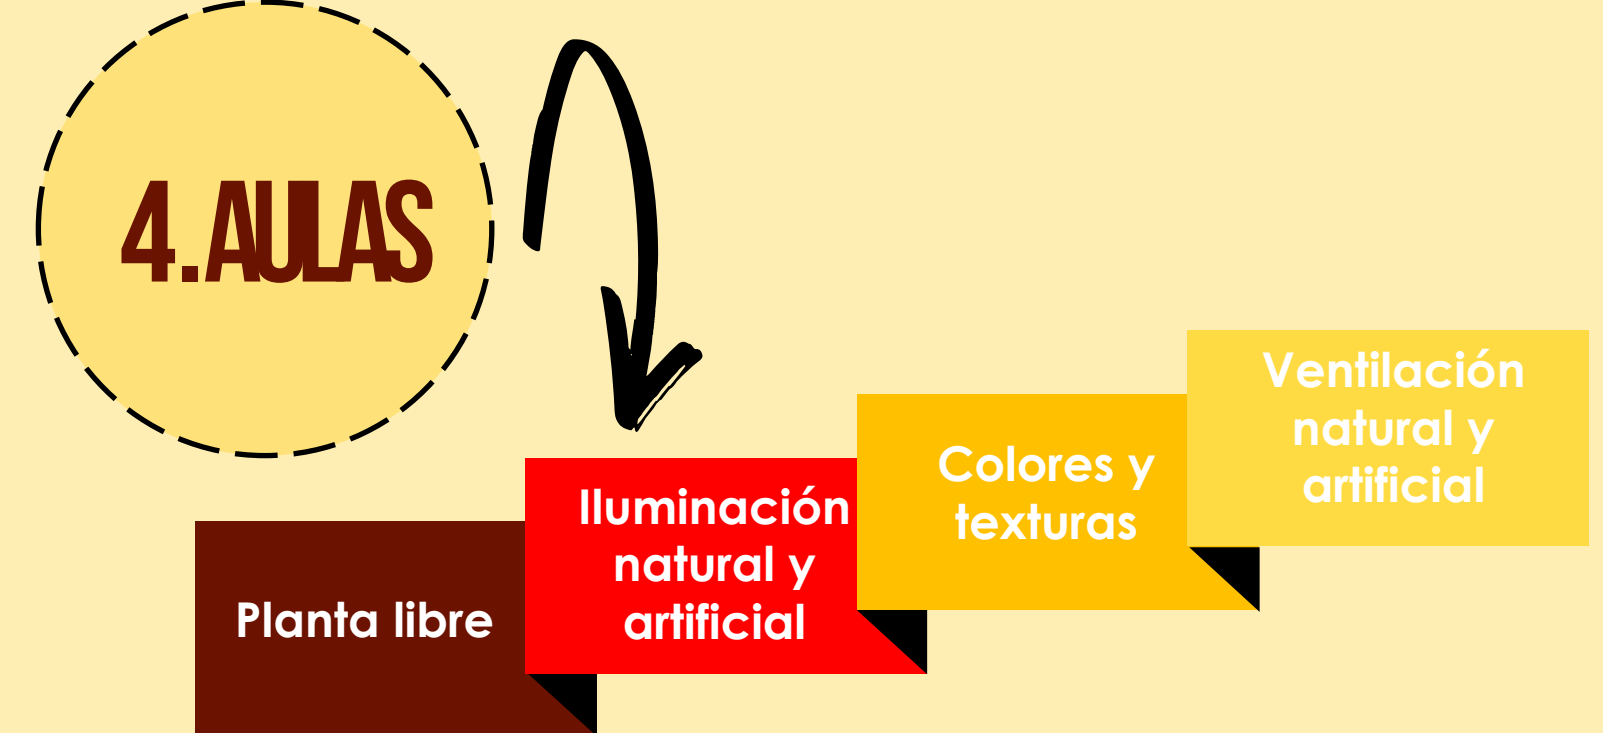 4. AULAS
Planta libre
Iluminación
natural y
artificial
Colores y
texturas
Ventilación
natural y
artificial